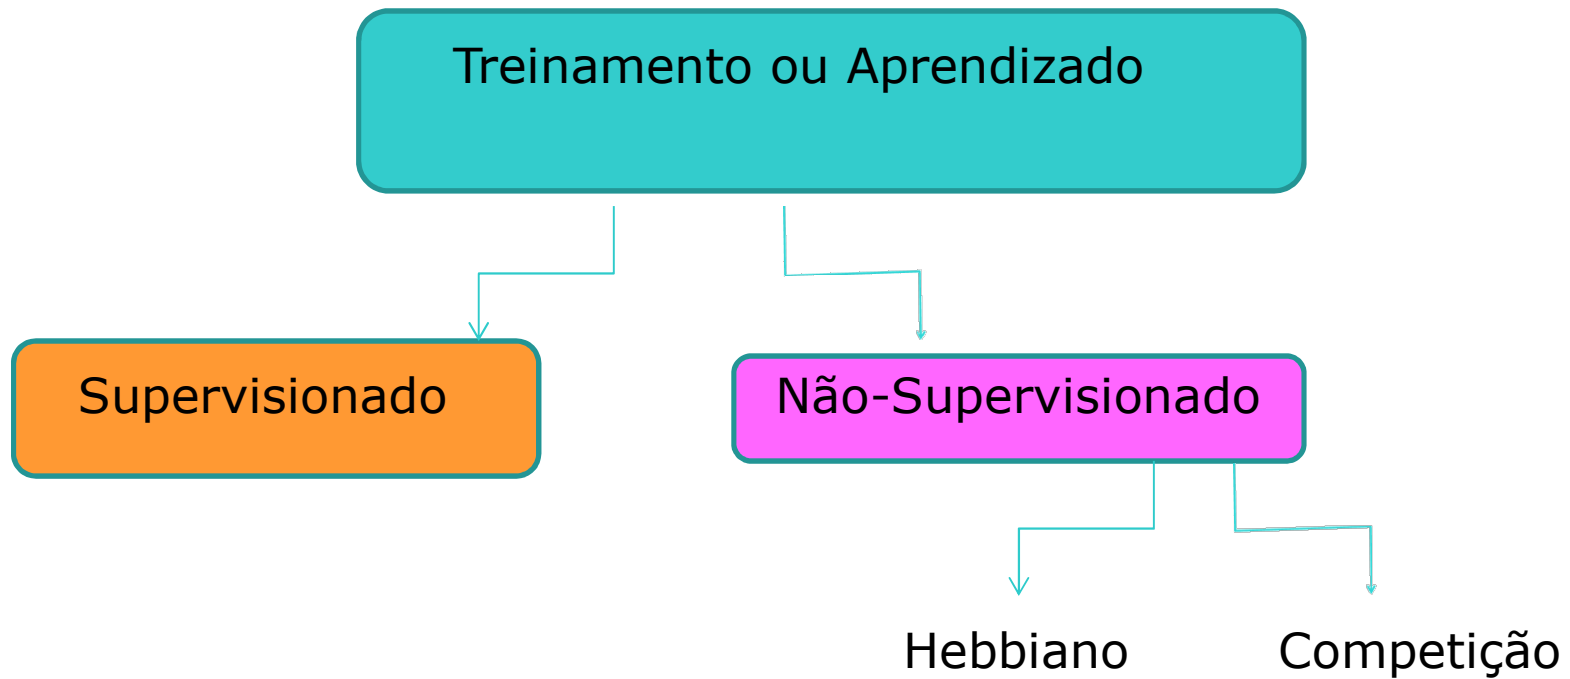 Treinamento ou Aprendizado
Supervisionado
Não-Supervisionado
Hebbiano
Competição